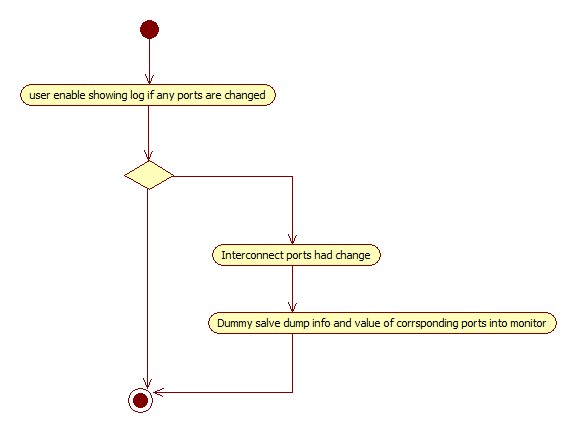 user enable showing log if any ports are changed
Interconnect ports had change
Dummy salve dump info and value of corrsponding ports into monitor